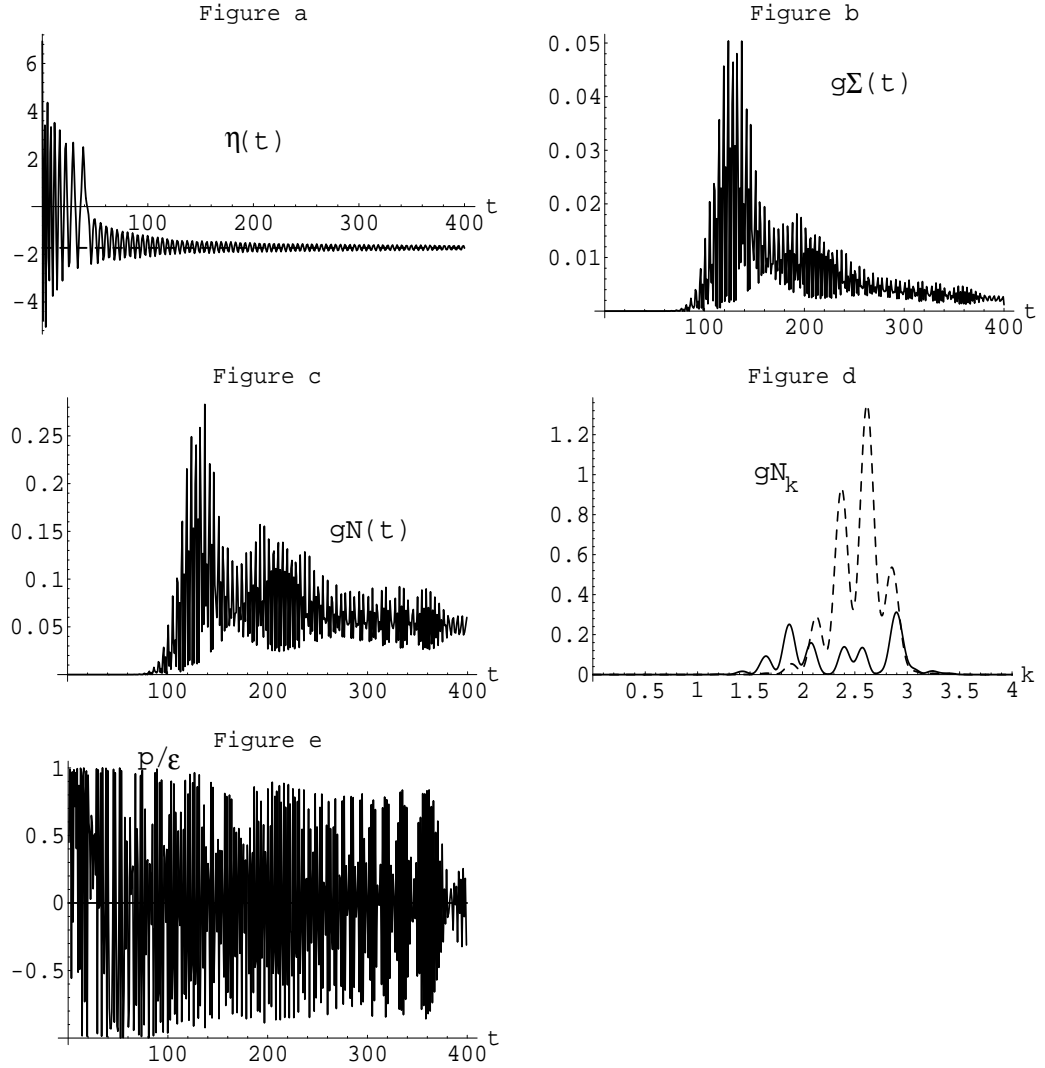 Figure a
6
4
2
-2
-4
η(t)
100 200 300 400 t
Figure b
0.05
0.04
0.03
0.02
0.01
gΣ(t)
100 200 300 400 t
Figure c
0.25
0.2
0.15
0.1
0.05
gN(t)
100 200 300 400 t
Figure d
1.2
1
0.8
0.6
0.4
0.2
0
gN_k
0.5 1 1.5 2 2.5 3 3.5 4 k
Figure e
p/ε
1
0.5
0
-0.5
100 200 300 400 t